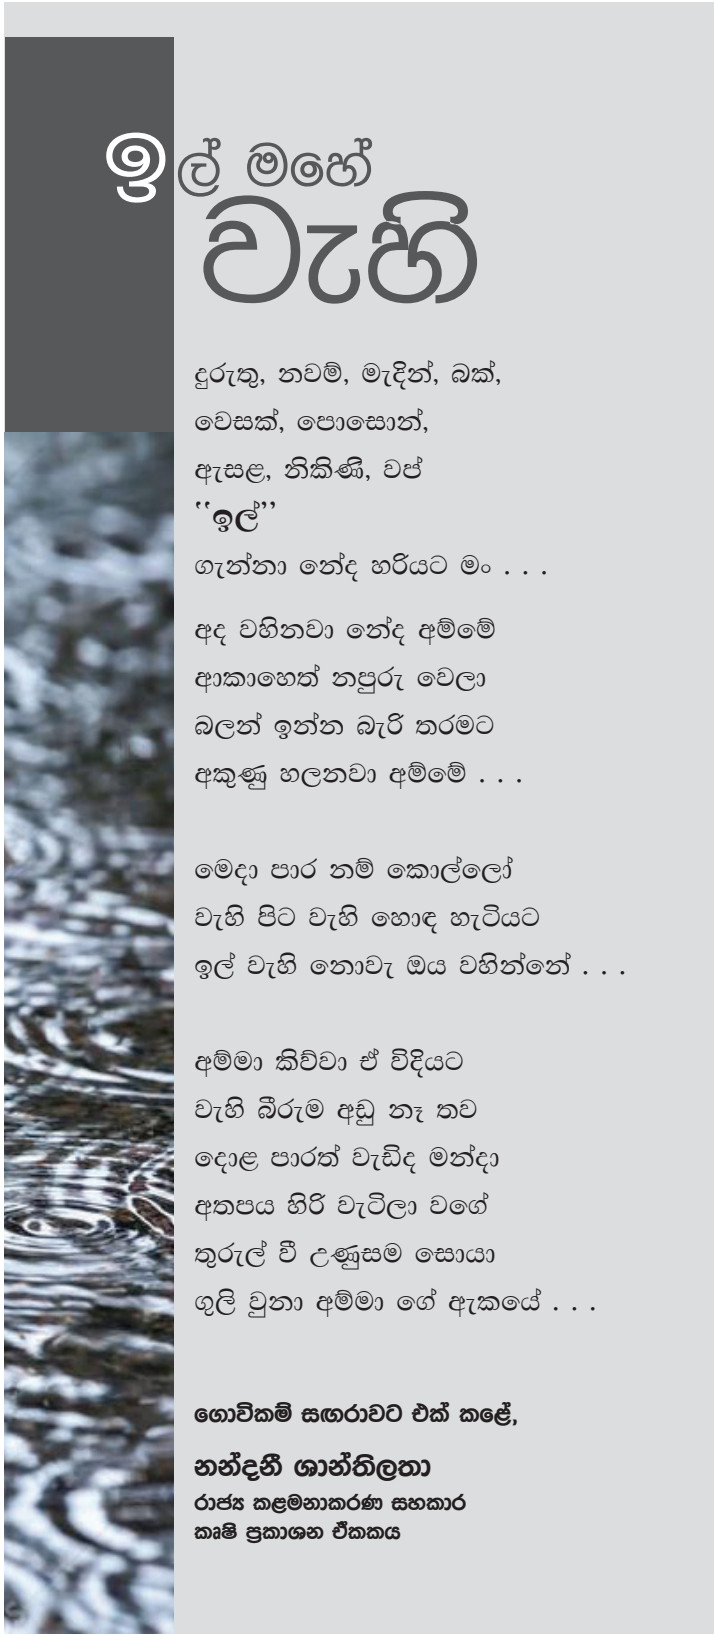 ඉල් මහේ
වැහි
දුරුතු, නවම්, මැදින්, බක්,
වෙසක්, පොසොන්,
ඇසළ, නිකිණි, වප්
‘‘ඉල්’’
ගැන්නා නේද හරියට මං . . .
අද වහිනවා නේද අම්මේ
ආකාහෙත් නපුරු වෙලා
බලන් ඉන්න බැරි තරමට
අකුණු හලනවා අම්මේ . . .
මෙදා පාර නම් කොල්ලෝ
වැහි පිට වැහි හොඳ හැටියට
ඉල් වැහි නොවැ ඔය වහින්නේ . . .
අම්මා කිව්වා ඒ විදියට
වැහි බීරුම අඩු නෑ තව
දොළ පාරත් වැඩිද මන්දා
අතපය හිරි වැටිලා වගේ
තුරුල් වී උණුසම සොයා
ගුලි වුනා අම්මා ගේ ඇකයේ . . .
ගොවිකම් සඟරාවට එක් කළේ,
නන්දනී ශාන්තිලතා
රාජ්‍ය කළමනාකරණ සහකාර
කෘෂි ප්‍රකාශන ඒකකය